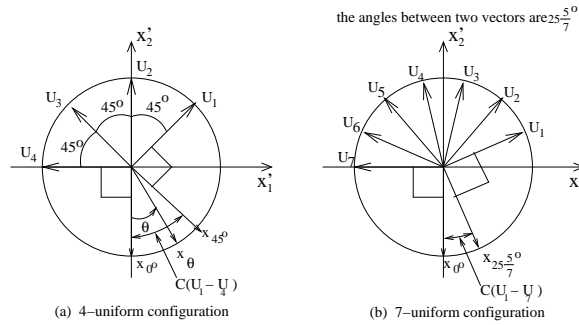 the angles between two vectors are 25 5/7 °
x'₂
U₂
U₁
U₃
45°
45°
45°
U₄
x'₁
θ
x 45°
x θ
x 0°
C(U₁ – U₄)
(a) 4–uniform configuration
x'₂
U₄
U₃
U₅
U₂
U₆
U₁
U₇
x
x 25 5/7 °
x 0°
C(U₁ – U₇)
(b) 7–uniform configuration